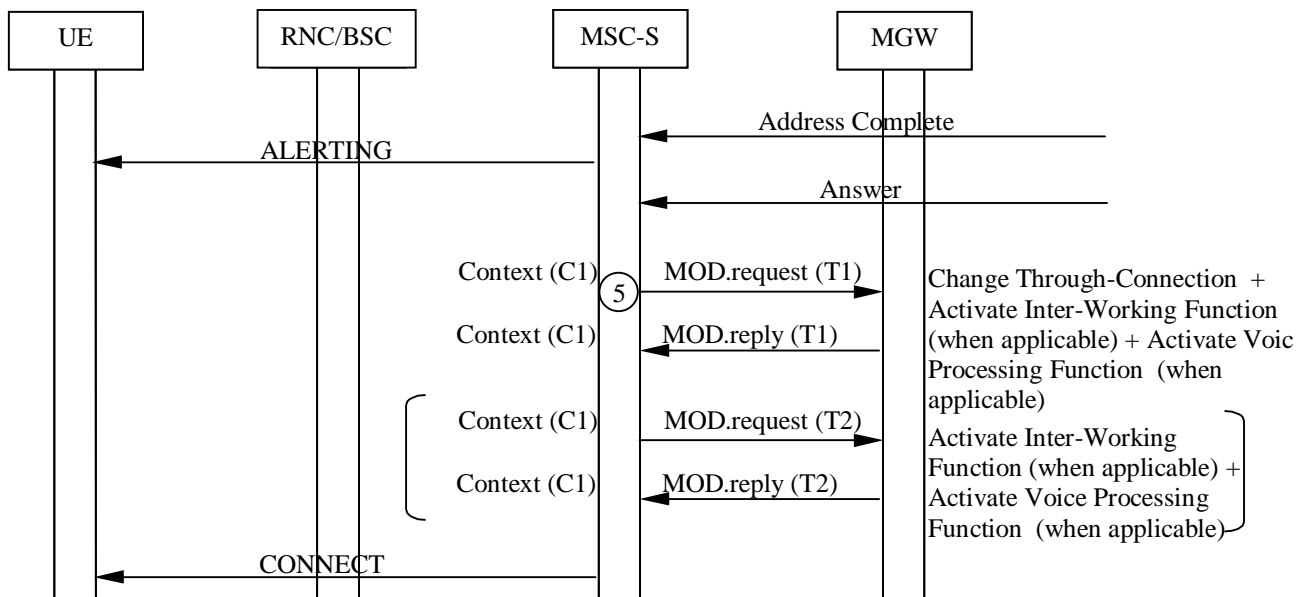 UE
RNC/BSC
MSC-S
MGW
Address Complete
ALERTING
Answer
Context (C1)
5
MOD.request (T1)
Change Through-Connection +
Activate Inter-Working Function
(when applicable) + Activate Voic
Processing Function (when
applicable)
Context (C1)
MOD.reply (T1)
Context (C1)
MOD.request (T2)
Activate Inter-Working
Function (when applicable) +
Activate Voice Processing
Function (when applicable)
Context (C1)
MOD.reply (T2)
CONNECT